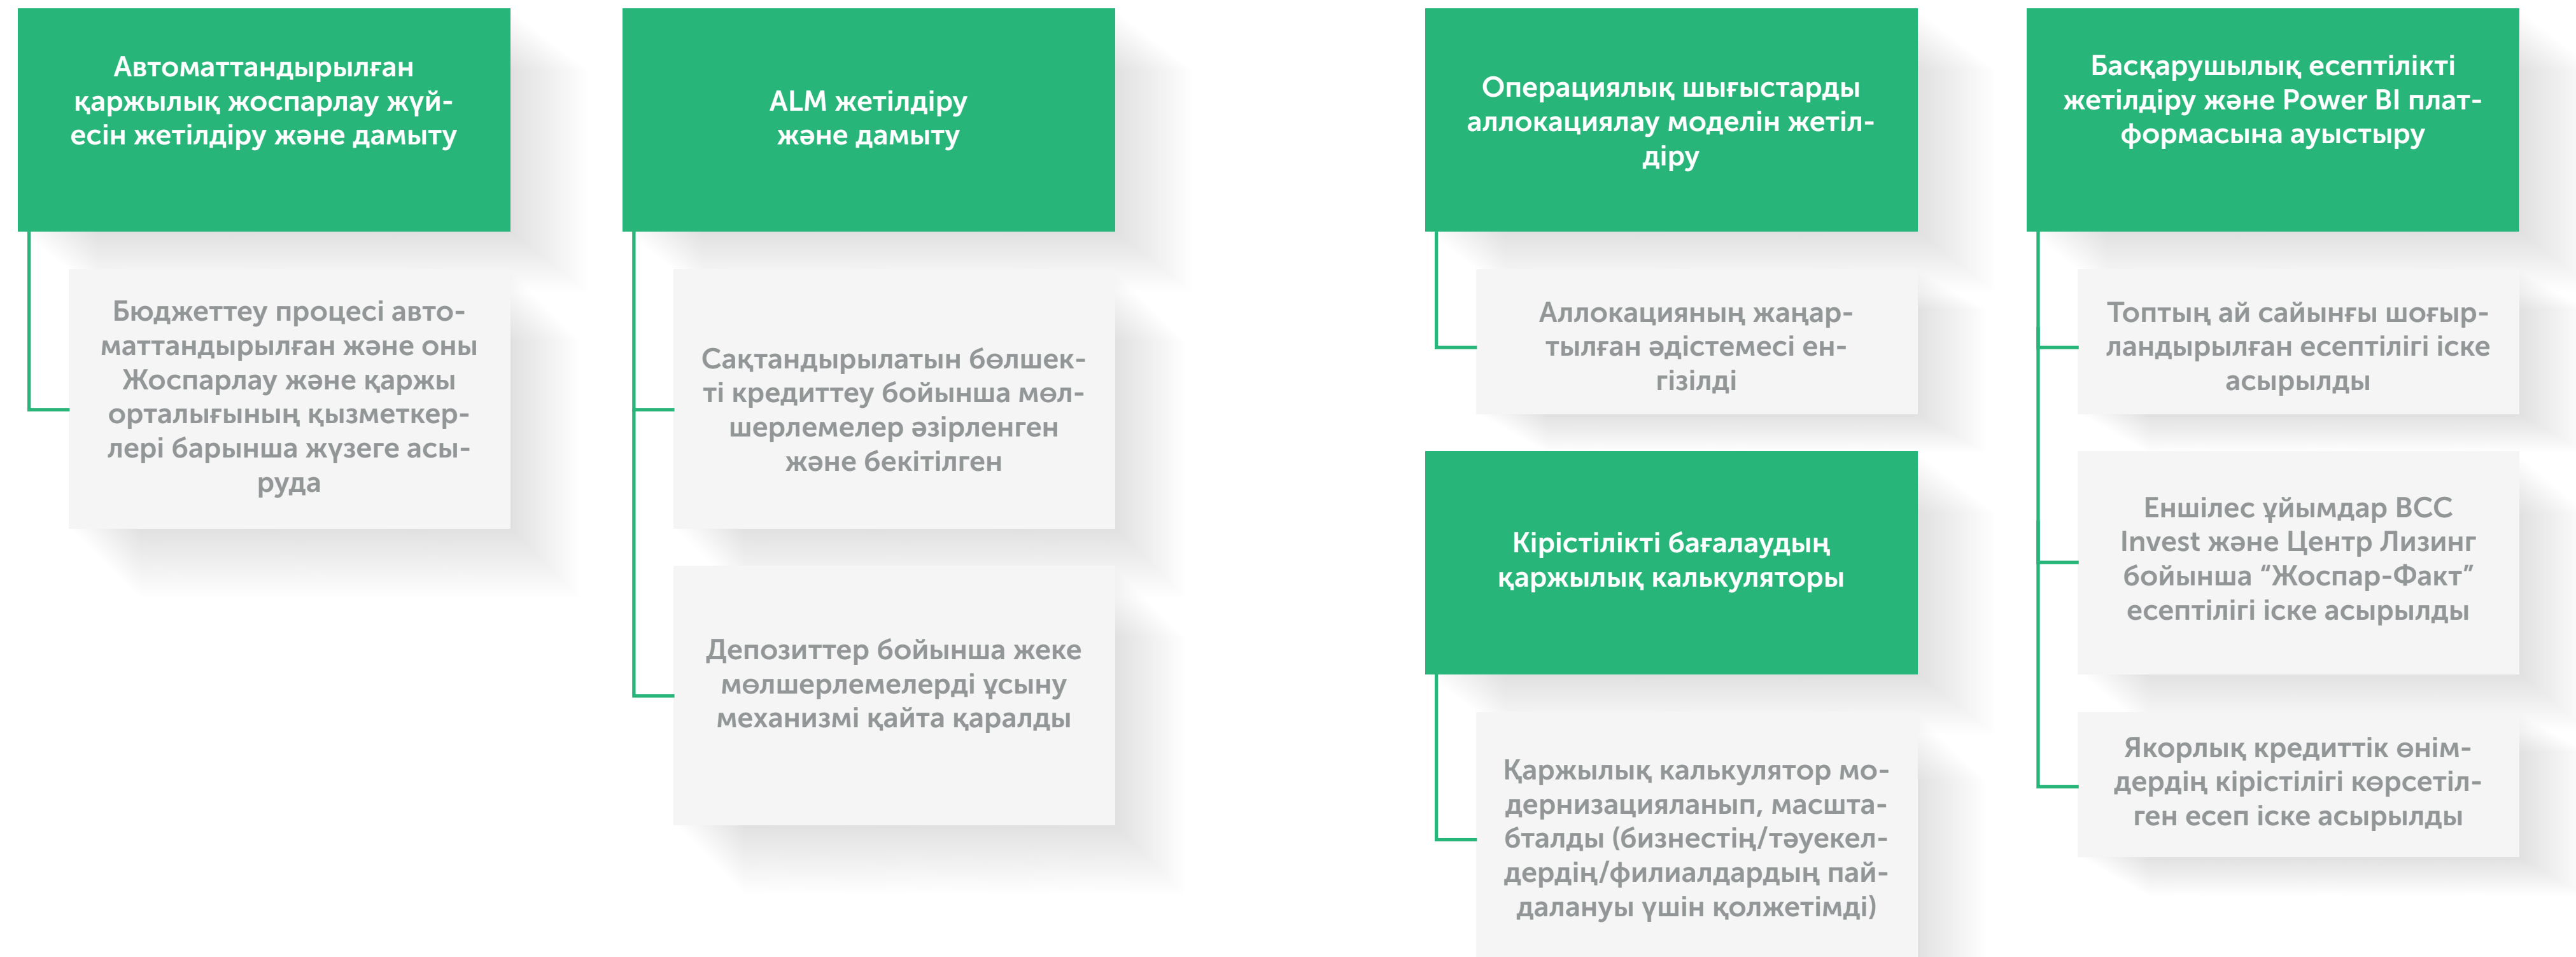 Автоматтандырылған
қаржылық жоспарлау жүй-
есін жетілдіру және дамыту
Бюджеттеу процесі авто-
маттандырылған және оны
Жоспарлау және қаржы
орталығының қызметкер-
лері барынша жүзеге асы-
руда
ALM жетілдіру
және дамыту
Сақтандырылатын бөлшек-
ті кредиттеу бойынша мөл-
шерлемелер әзірленген
және бекітілген
Депозиттер бойынша жеке
мөлшерлемелерді ұсыну
механизмі қайта қаралды
Операциялық шығыстарды
аллокациялау моделін жетіл-
діру
Аллокацияның жаңар-
тылған әдістемесі ен-
гізілді
Кірістілікті бағалаудың
қаржылық калькуляторы
Қаржылық калькулятор мо-
дернизацияланып, масшта-
бталды (бизнестің/тәуекел-
дердің/филиалдардың пай-
далануы үшін қолжетімді)
Басқарушылық есептілікті
жетілдіру және Power BI плат-
формасына ауыстыру
Топтың ай сайынғы шоғыр-
ландырылған есептілігі іске
асырылды
Еншілес ұйымдар BCC
Invest және Центр Лизинг
бойынша “Жоспар-Факт”
есептілігі іске асырылды
Якорлық кредиттік өнім-
дердің кірістілігі көрсетіл-
ген есеп іске асырылды